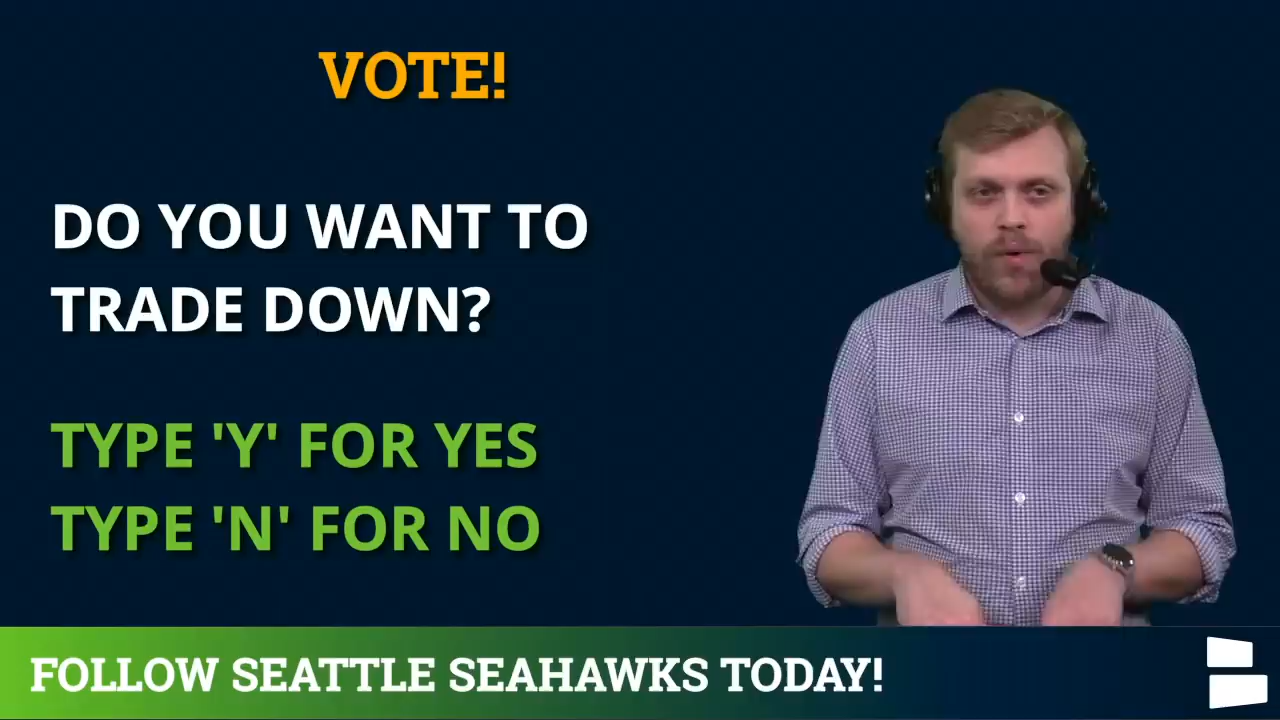 VOTE!
DO YOU WANT TO
TRADE DOWN?
TYPE 'Y' FOR YES
TYPE 'N' FOR NO
FOLLOW SEATTLE SEAHAWKS TODAY!